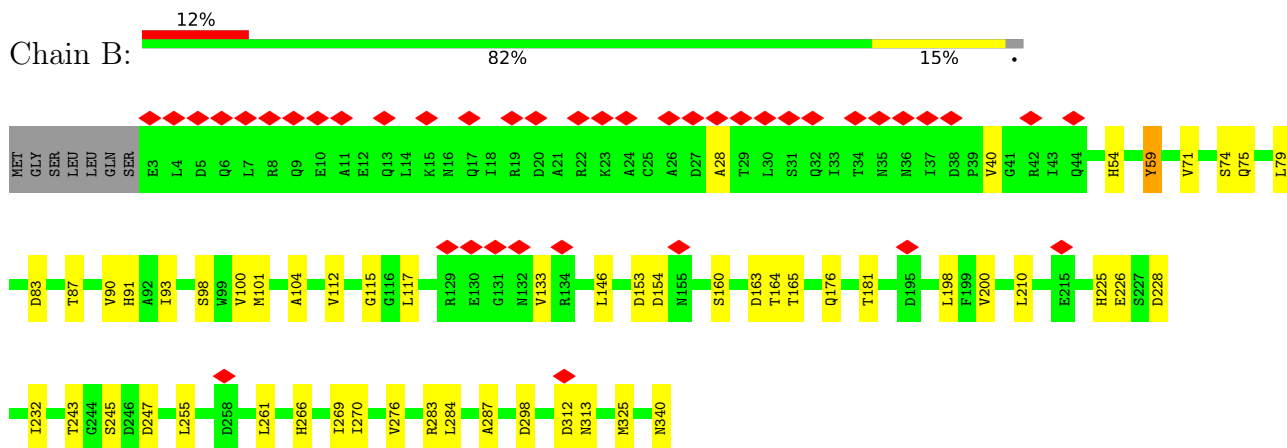 12%
Chain B:
82% 15% •
MET GLY SER LEU LEU GLN SER E3 L4 D5 Q6 L7 R8 Q9 E10 A11 E12 Q13 L14 K15 N16 Q17 I18 R19 D20 A21 R22 K23 A24 C25 A26 D27 A28 T29 L30 S31 Q32 I33 T34 N35 N36 I37 D38 P39 V40 G41 R42 I43 Q44 H54 Y59 V71 S74 Q75 L79
D83 T87 V90 H91 A92 I93 S98 W99 V100 M101 A104 V112 G115 G116 L117 R129 E130 G131 N132 V133 R134 L146 D153 D154 N155 S160 D163 T164 T165 Q176 T181 D195 L198 F199 V200 L210 E215 H225 E226 S227 D228
I232 T243 G244 S245 D246 D247 L255 D258 L261 H266 I269 I270 V276 R283 L284 A287 D298 D312 N313 M325 N340